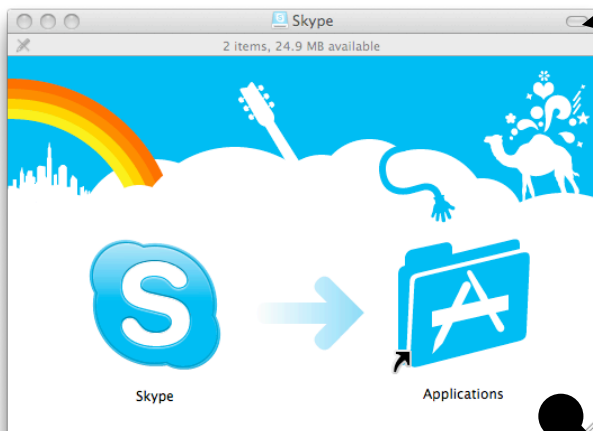 Skype
2 items, 24.9 MB available
S
Skype
Applications